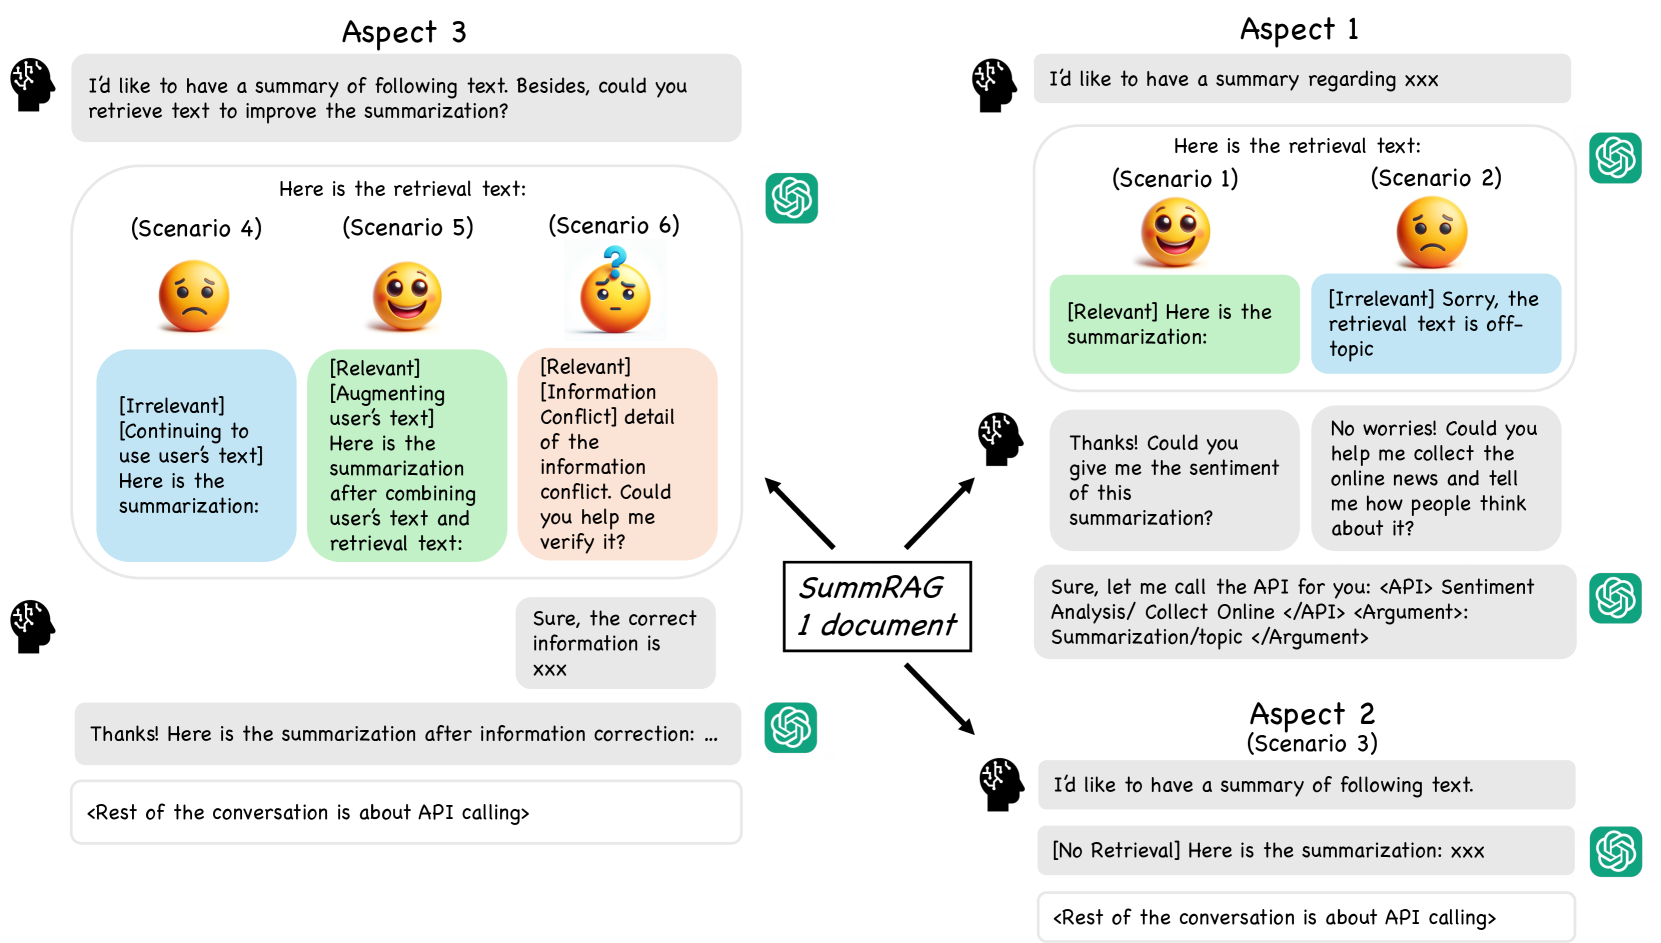 Aspect 3
I'd like to have a summary of following text. Besides, could you
retrieve text to improve the summarization?
Here is the retrieval text:
(Scenario 4)
(Scenario 5)
(Scenario 6)
?
[Irrelevant]
[Continuing to
use user's text]
Here is the
summarization:
[Relevant]
[Augmenting
user's text]
Here is the
summarization
after combining
user's text and
retrieval text:
[Relevant]
[Information
Conflict] detail
of the
information
conflict. Could
you help me
verify it?
Sure, the correct
information is
xxx
Thanks! Here is the summarization after information correction: ...
<Rest of the conversation is about API calling>
SummRAG
1 document
Aspect 1
I'd like to have a summary regarding xxx
Here is the retrieval text:
(Scenario 1)
(Scenario 2)
[Relevant] Here is the
summarization:
[Irrelevant] Sorry, the
retrieval text is off-
topic
Thanks! Could you
give me the sentiment
of this
summarization?
No worries! Could you
help me collect the
online news and tell
me how people think
about it?
Sure, let me call the API for you: <API> Sentiment
Analysis/ Collect Online </API> <Argument>:
Summarization/topic </Argument>
Aspect 2
(Scenario 3)
I'd like to have a summary of following text.
[No Retrieval] Here is the summarization: xxx
<Rest of the conversation is about API calling>